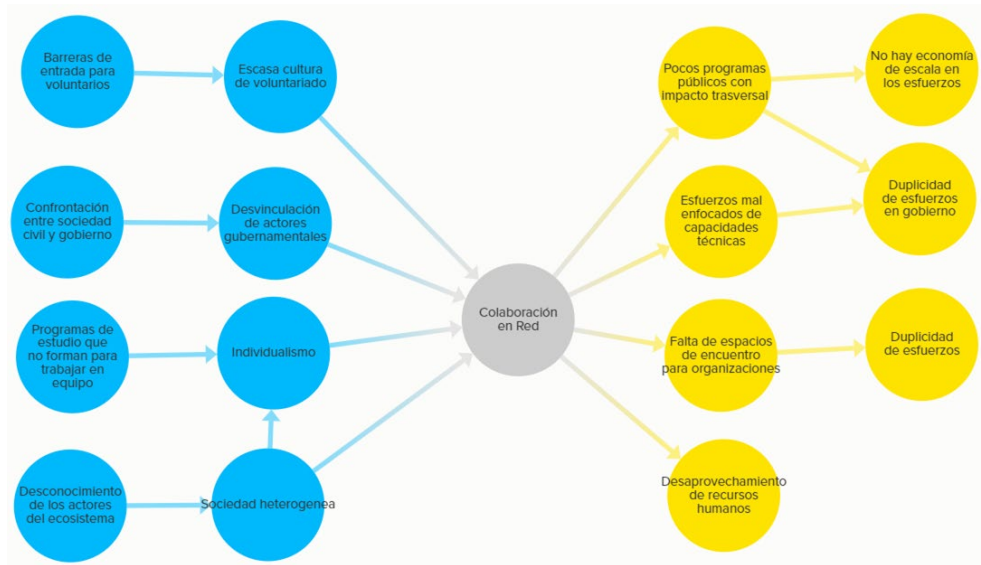 Barreras de
entrada para
voluntarios
Escasa cultura
de voluntariado
Confrontación
entre sociedad
civil y gobierno
Desvinculación
de actores
gubernamentales
Programas de
estudio que
no forman para
trabajar en
equipo
Individualismo
Desconocimiento
de los actores
del ecosistema
Sociedad heterogenea
Colaboración
en Red
Pocos programas
públicos con
impacto trasversal
No hay economía
de escala en
los esfuerzos
Esfuerzos mal
enfocados de
capacidades
técnicas
Duplicidad
de esfuerzos
en gobierno
Falta de espacios
de encuentro
para organizaciones
Duplicidad
de esfuerzos
Desaprovechamiento
de recursos
humanos